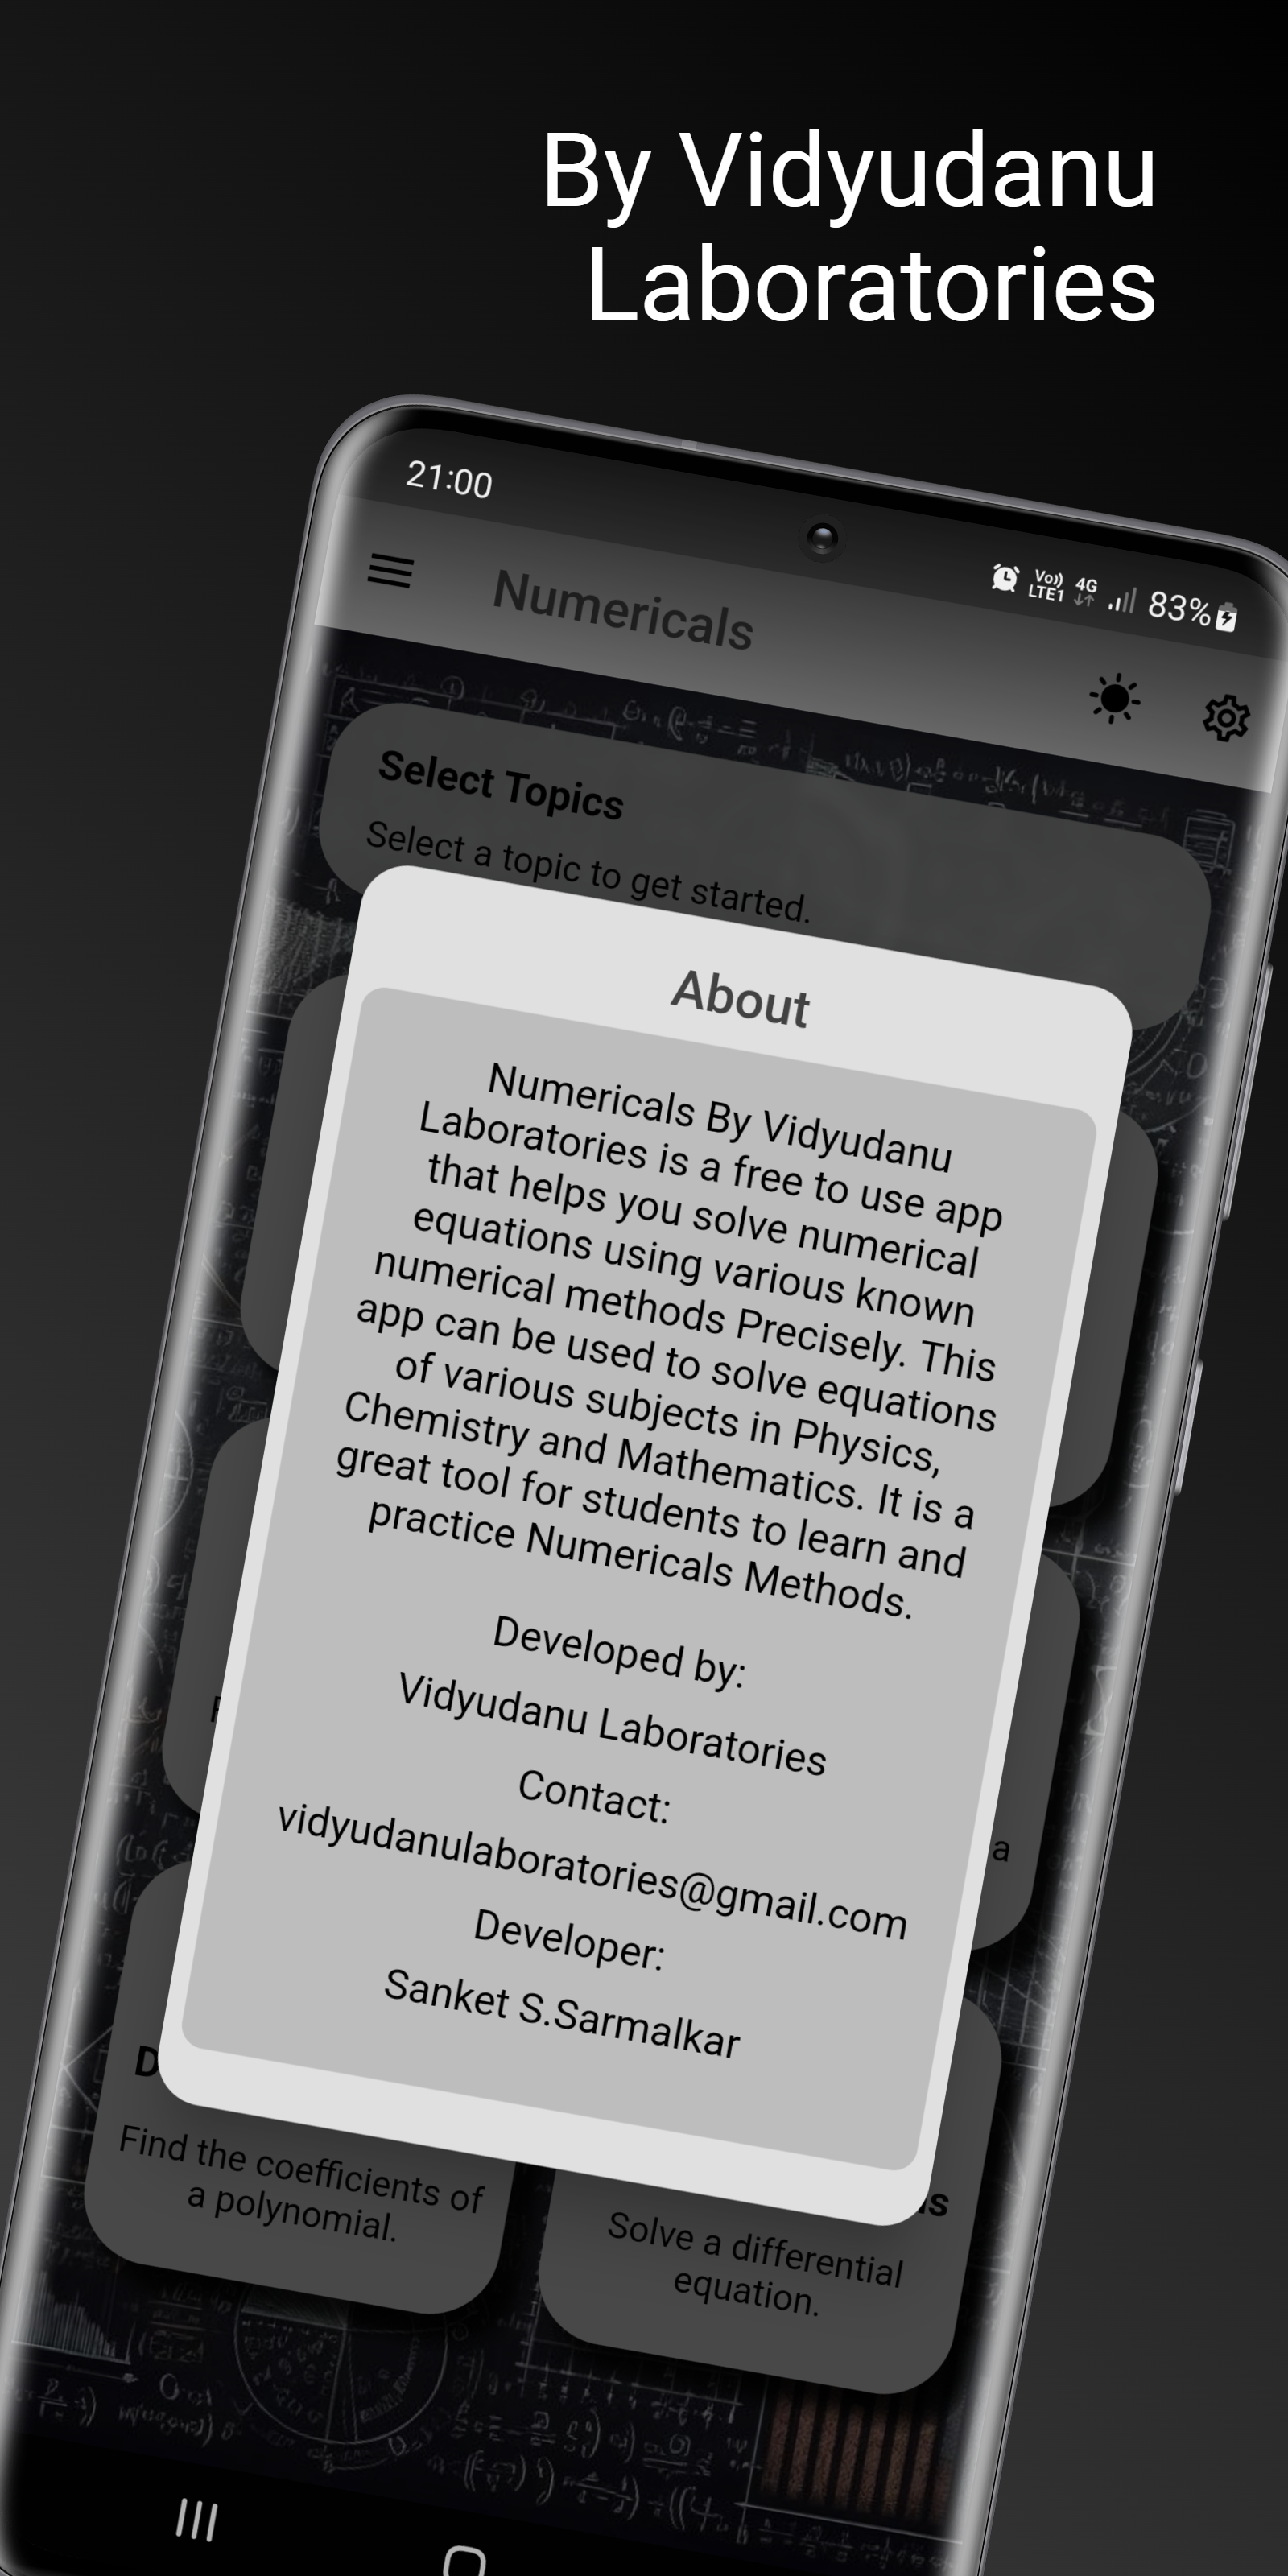 By Vidyudanu
Laboratories
21:00
Vo))
LTE1
4G
83%
Numericals
Select Topics
Select a topic to get started.
About
Numericals By Vidyudanu
Laboratories is a free to use app
that helps you solve numerical
equations using various known
numerical methods Precisely. This
app can be used to solve equations
of various subjects in Physics,
Chemistry and Mathematics. It is a
great tool for students to learn and
practice Numericals Methods.
Developed by:
Vidyudanu Laboratories
Contact:
vidyudanulaboratories@gmail.com
Developer:
Sanket S.Sarmalkar
a
D
Find the coefficients of
a polynomial.
Solve a differential
equation.